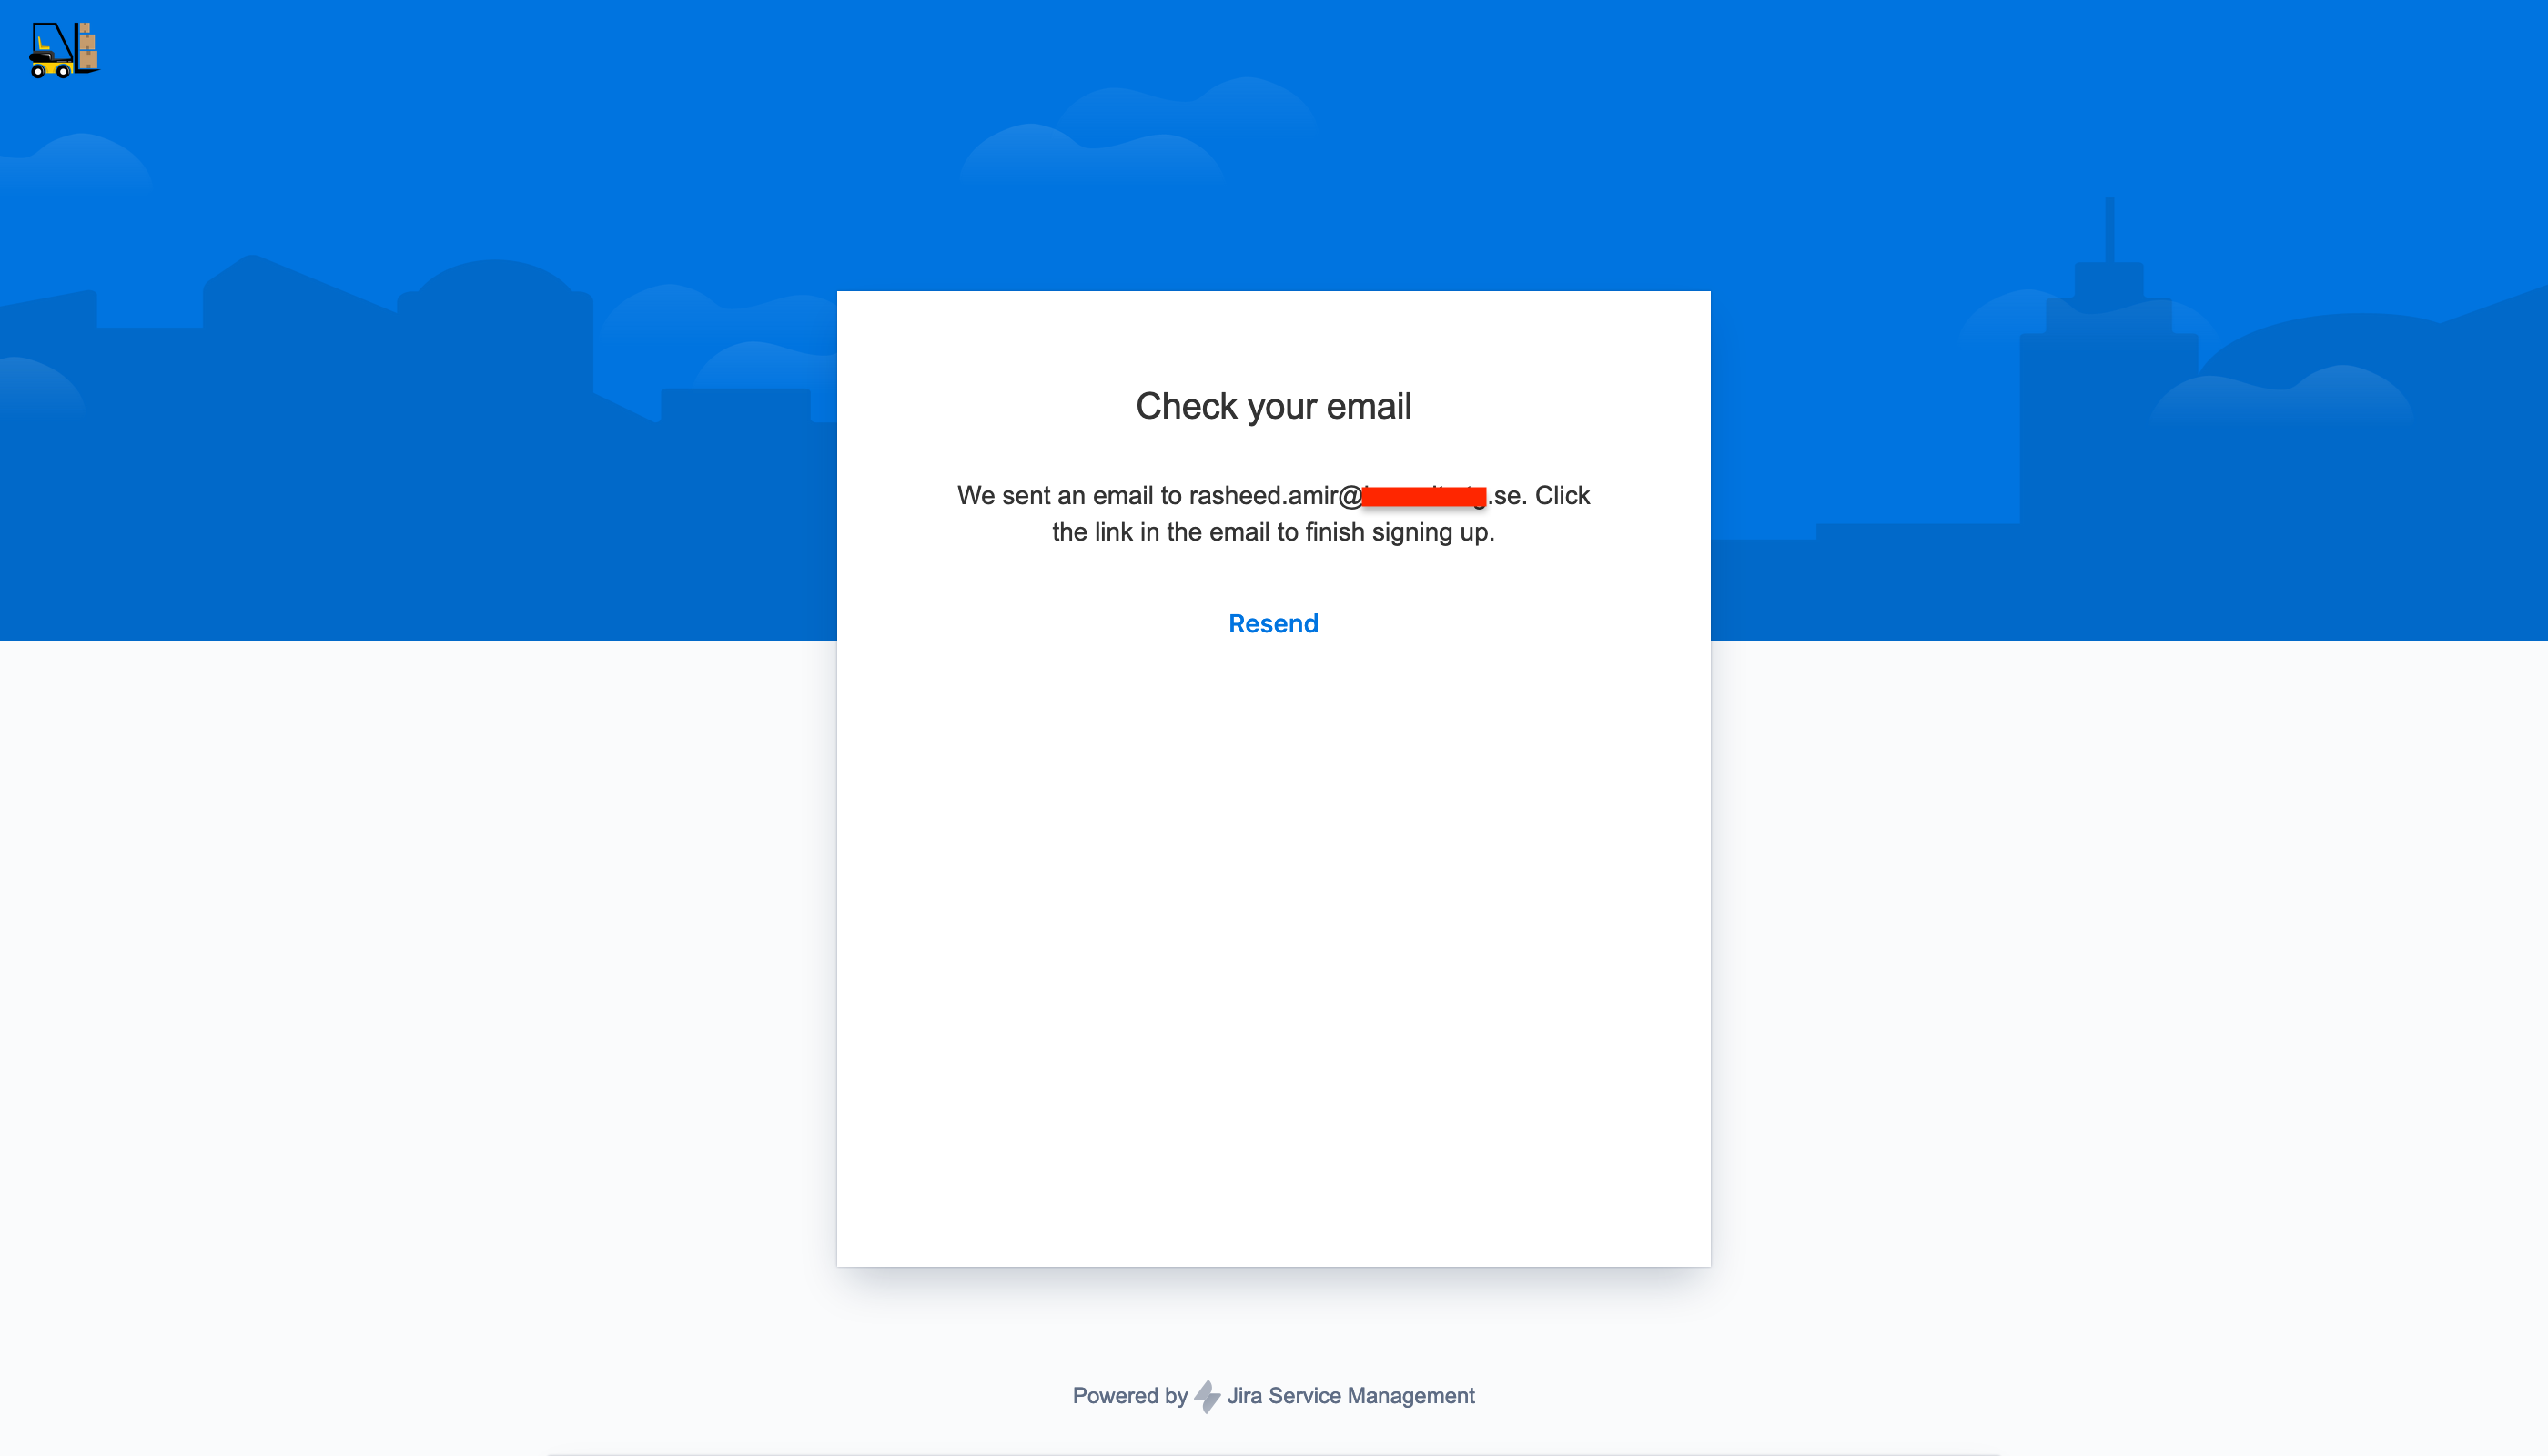 Check your email
We sent an email to rasheed.amir@ .se. Click
the link in the email to finish signing up.
Resend
Powered by Jira Service Management